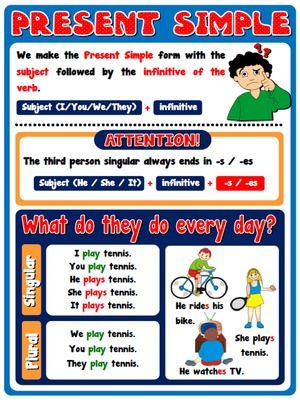 PRESENT SIMPLE
We make the Present Simple form with the
subject followed by the infinitive of the
verb.
??
Subject (I/You/We/They) + infinitive
ATTENTION!
The third person singular always ends in -s / -es
Subject (He / She / It) + infinitive + -s / -es
What do they do every day?
Singular
I play tennis.
You play tennis.
He plays tennis.
She plays tennis.
It plays tennis.
Plural
We play tennis.
You play tennis.
They play tennis.
He rides his
bike.
She plays
tennis.
He watches TV.